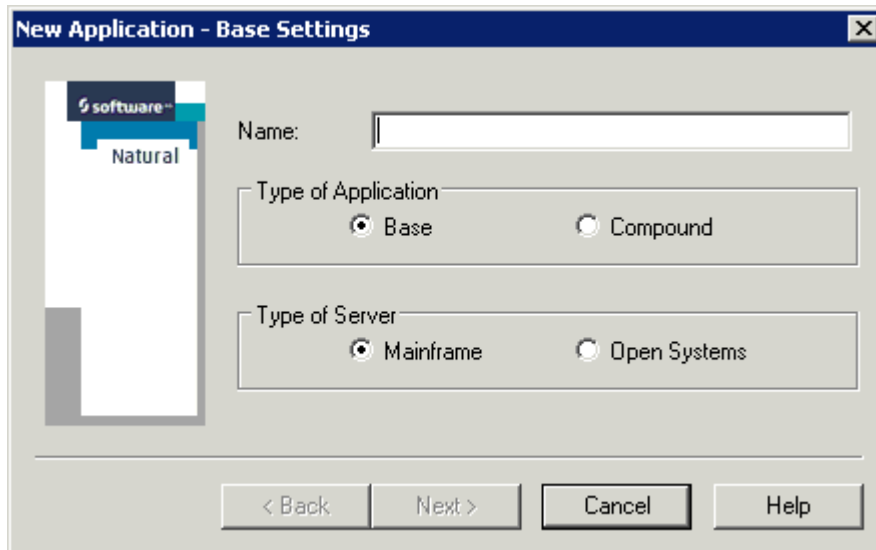 New Application - Base Settings
software
Natural
Name:
Type of Application
Base Compound
Type of Server
Mainframe Open Systems
< Back Next > Cancel Help